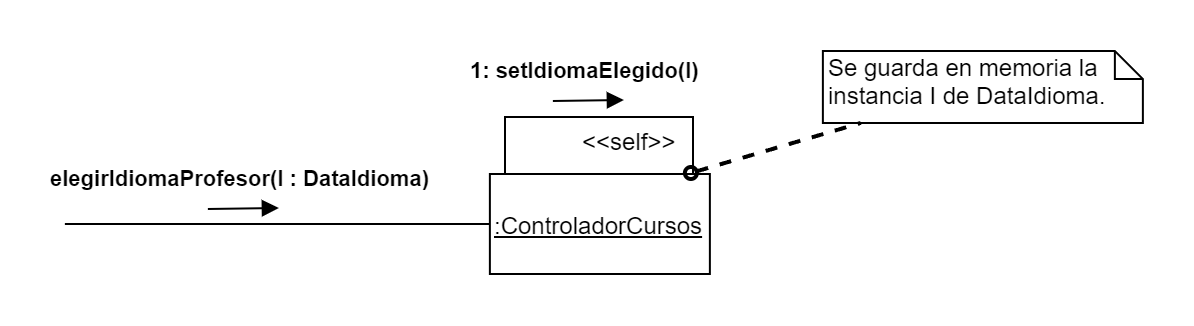 1: setIdiomaElegido(I)
Se guarda en memoria la
instancia I de DataIdioma.
<<self>>
elegirIdiomaProfesor(I : DataIdioma)
:ControladorCursos